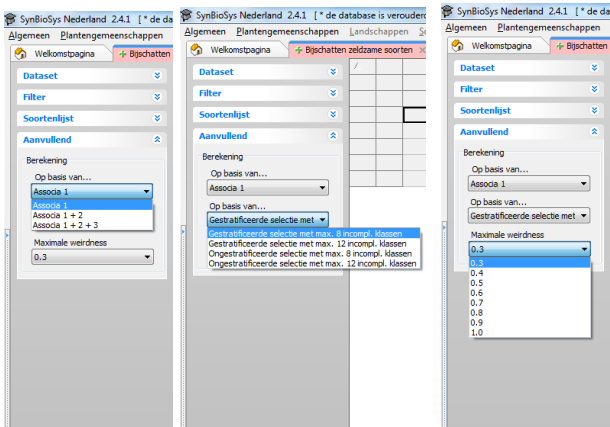 SynBioSys Nederland 2.4.1 [ * de da
Algemeen Plantengemeenschappen
Welkomstpagina Bijschatten
Dataset
Filter
Soortenlijst
Aanvullend
Berekening
Op basis van...
Associa 1
Associa 1
Associa 1 + 2
Associa 1 + 2 + 3
Maximale weirdness
0.3
SynBioSys Nederland 2.4.1 [ * de database is verouderd
Algemeen Plantengemeenschappen Landschappen
Welkomstpagina Bijschatten zeldzame soorten
Dataset
Filter
Soortenlijst
Aanvullend
Berekening
Op basis van...
Associa 1
Op basis van...
Gestratificeerde selectie met
Gestratificeerde selectie met max. 8 incompl. klassen
Gestratificeerde selectie met max. 12 incompl. klassen
Ongestratificeerde selectie met max. 8 incompl. klassen
Ongestratificeerde selectie met max. 12 incompl. klassen
SynBioSys Nederland 2.4.1 [ * de da
Algemeen Plantengemeenschappen
Welkomstpagina Bijschatten
Dataset
Filter
Soortenlijst
Aanvullend
Berekening
Op basis van...
Associa 1
Op basis van...
Gestratificeerde selectie met
Maximale weirdness
0.3
0.3
0.4
0.5
0.6
0.7
0.8
0.9
1.0